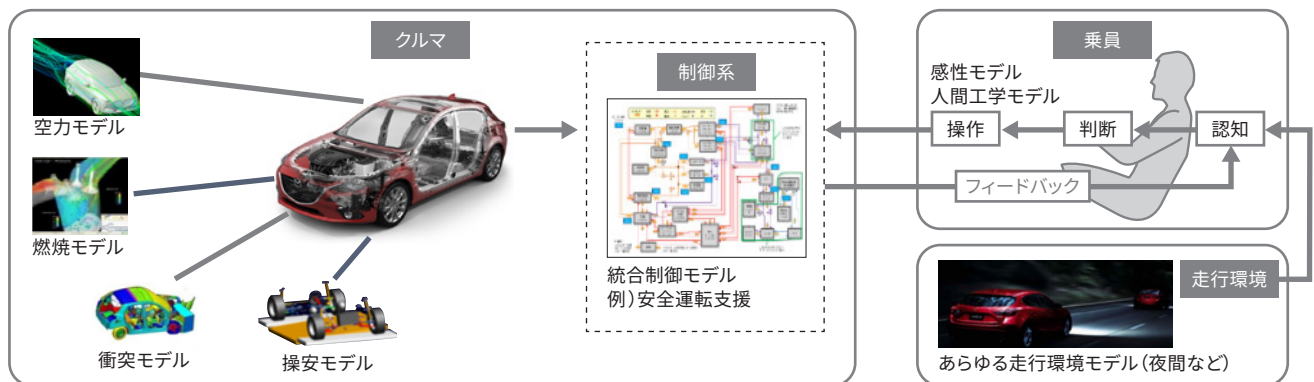 クルマ
空力モデル
燃焼モデル
衝突モデル
操安モデル
制御系
統合制御モデル
例）安全運転支援
乗員
感性モデル
人間工学モデル
操作
判断
認知
フィードバック
走行環境
あらゆる走行環境モデル（夜間など）